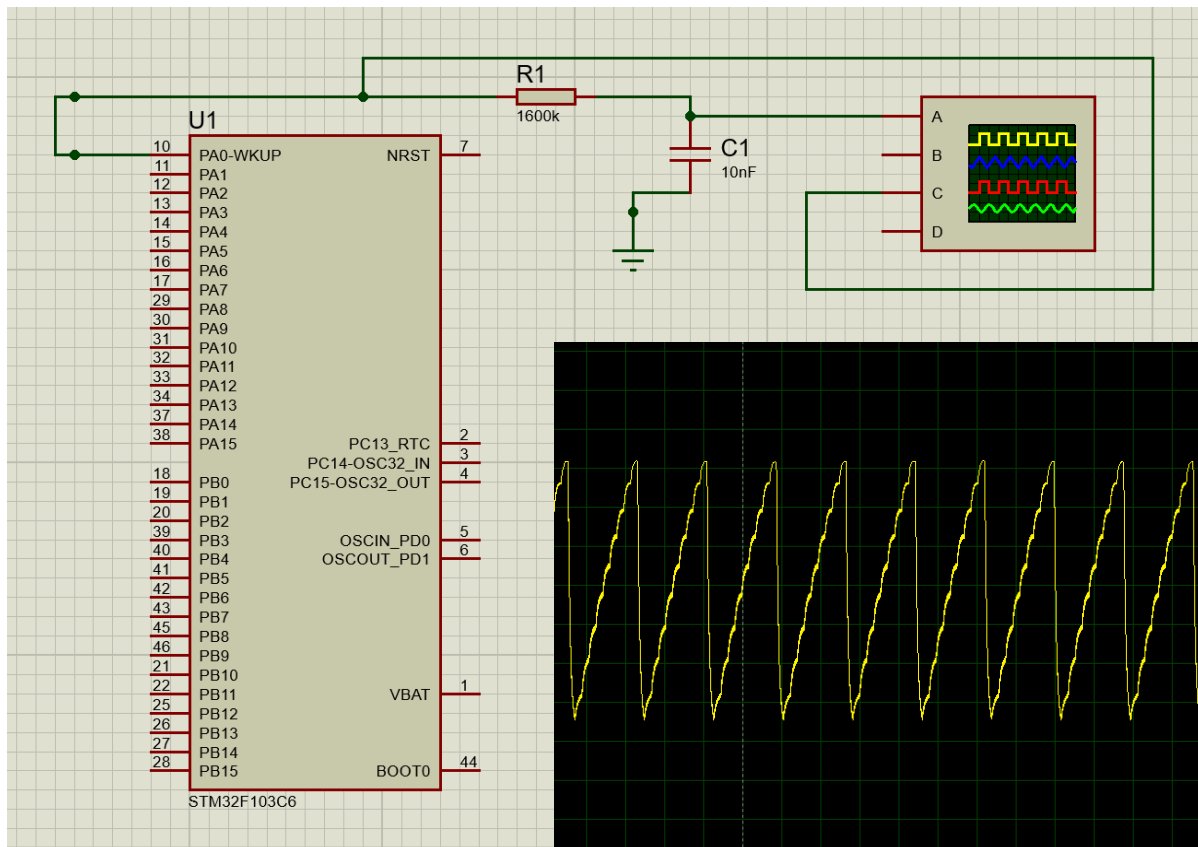 R1
1600k
U1
10 PA0-WKUP
11 PA1
12 PA2
13 PA3
14 PA4
15 PA5
16 PA6
17 PA7
29 PA8
30 PA9
31 PA10
32 PA11
33 PA12
34 PA13
37 PA14
38 PA15
18 PB0
19 PB1
20 PB2
39 PB3
40 PB4
41 PB5
42 PB6
43 PB7
45 PB8
46 PB9
21 PB10
22 PB11
25 PB12
26 PB13
27 PB14
28 PB15
NRST 7
PC13_RTC 2
PC14-OSC32_IN 3
PC15-OSC32_OUT 4
OSCIN_PD0 5
OSCOUT_PD1 6
VBAT 1
BOOT0 44
STM32F103C6
C1
10nF
A
B
C
D